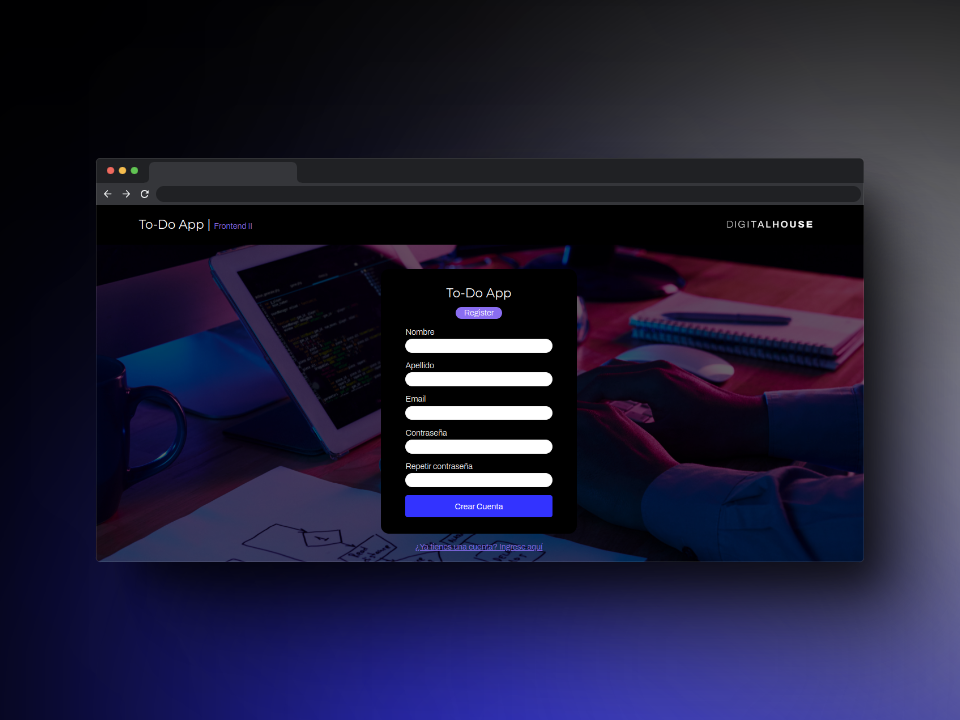 To-Do App | Frontend II
DIGITALHOUSE
To-Do App
Register
Nombre
Apellido
Email
Contraseña
Repetir contraseña
Crear Cuenta
¿Ya tienes una cuenta? Ingrese aquí